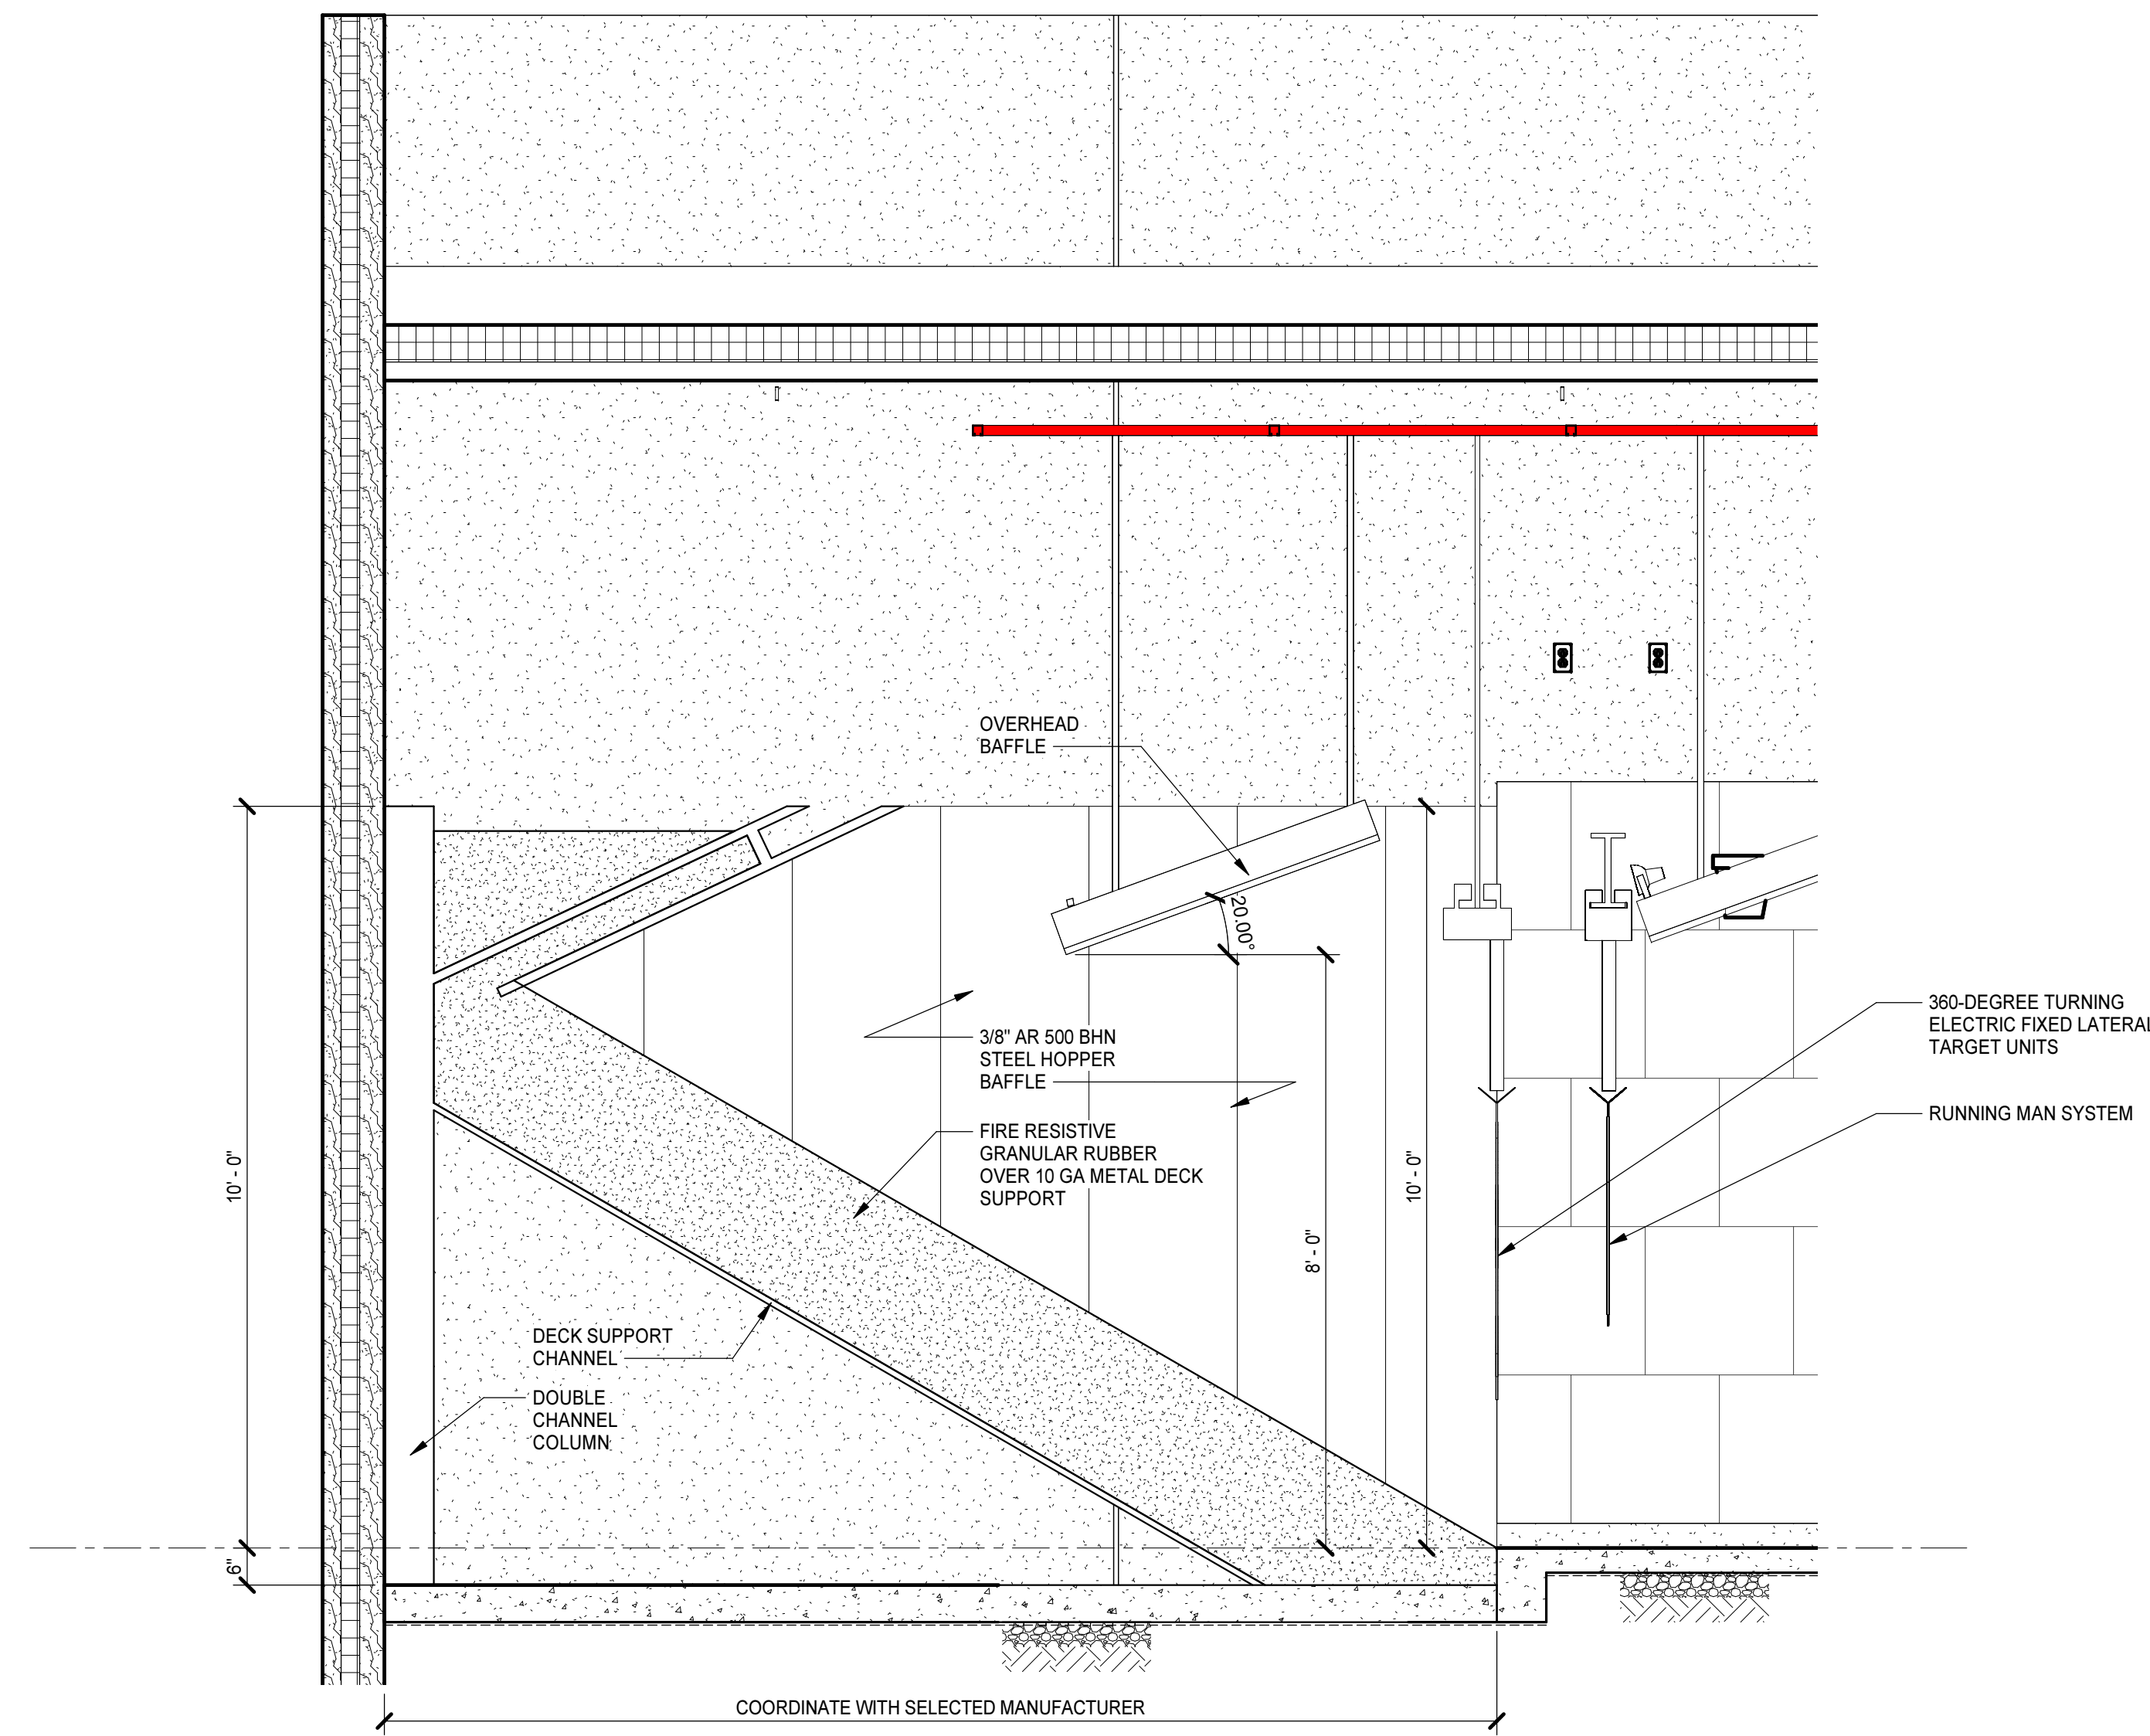 OVERHEAD
BAFFLE
20.00°
3/8" AR 500 BHN
STEEL HOPPER
BAFFLE
360-DEGREE TURNING
ELECTRIC FIXED LATERAL
TARGET UNITS
RUNNING MAN SYSTEM
FIRE RESISTIVE
GRANULAR RUBBER
OVER 10 GA METAL DECK
SUPPORT
10' - 0"
10' - 0"
8' - 0"
DECK SUPPORT
CHANNEL
DOUBLE
CHANNEL
COLUMN
6"
COORDINATE WITH SELECTED MANUFACTURER